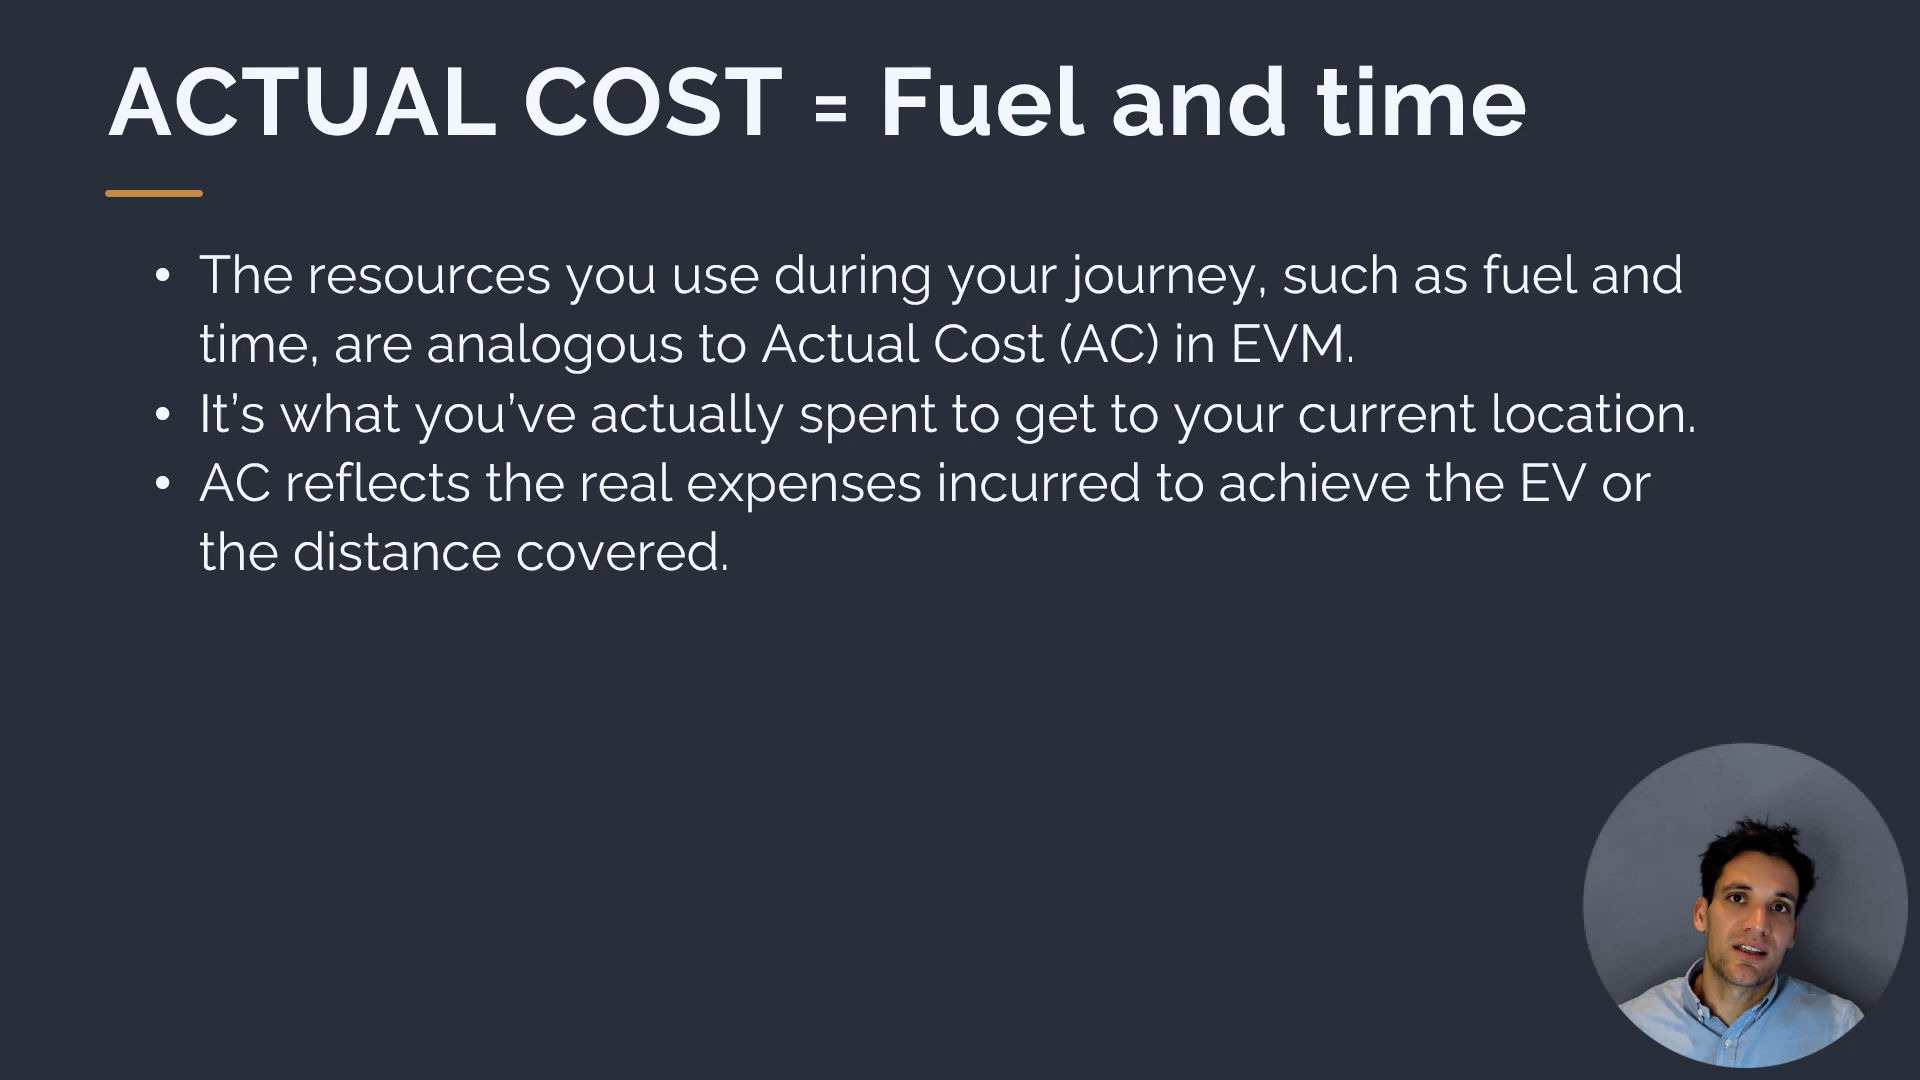 ACTUAL COST = Fuel and time
• The resources you use during your journey, such as fuel and
time, are analogous to Actual Cost (AC) in EVM.
• It’s what you’ve actually spent to get to your current location.
• AC reflects the real expenses incurred to achieve the EV or
the distance covered.